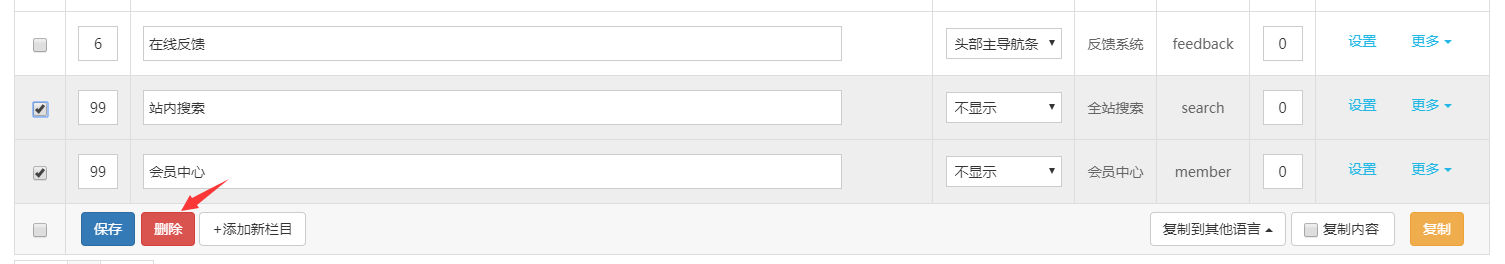 6 在线反馈 头部主导航条 反馈系统 feedback 0 设置 更多
99 站内搜索 不显示 全站搜索 search 0 设置 更多
99 会员中心 不显示 会员中心 member 0 设置 更多
保存 删除 +添加新栏目 复制到其他语言 复制内容 复制